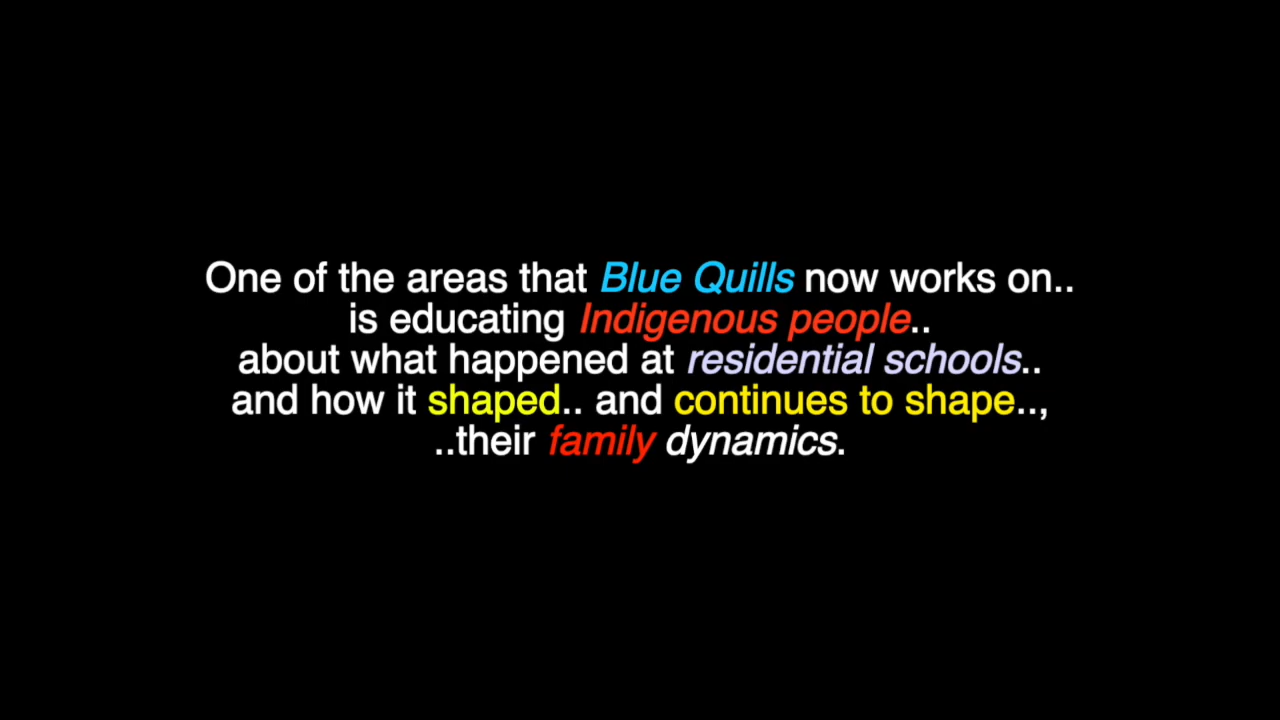 One of the areas that Blue Quills now works on..
is educating Indigenous people..
about what happened at residential schools..
and how it shaped.. and continues to shape..,
..their family dynamics.